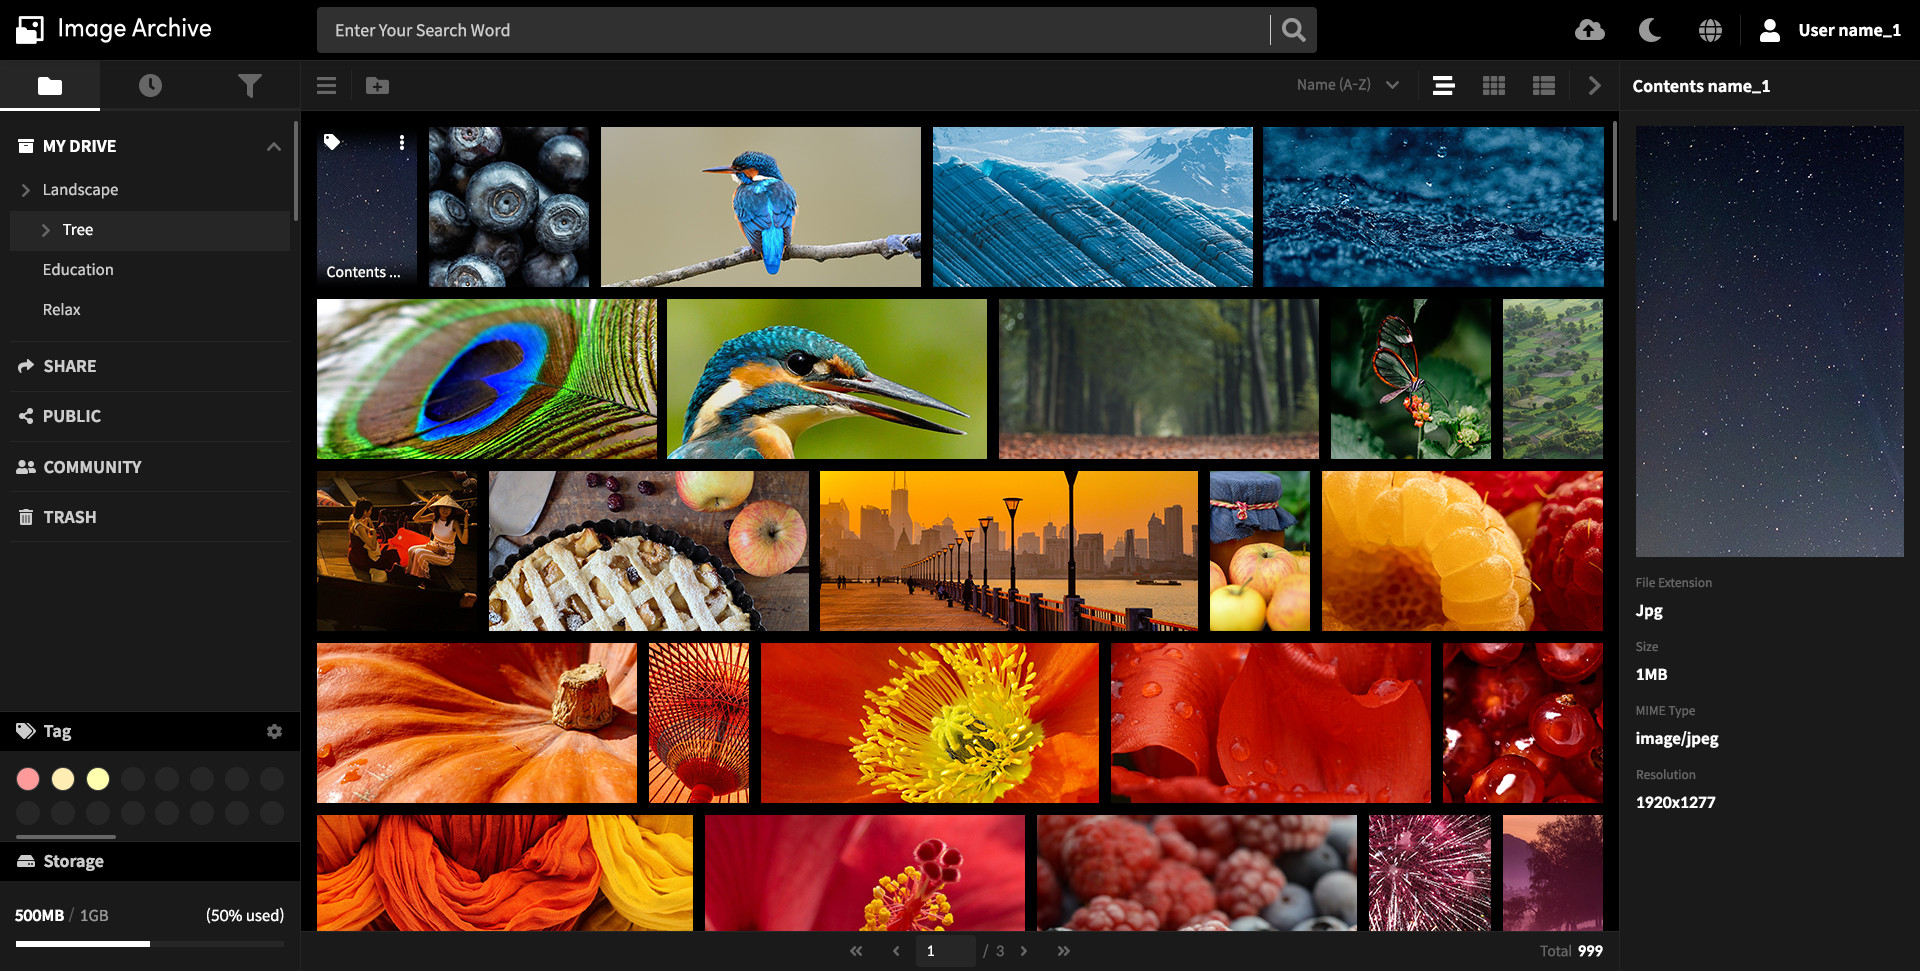 Image Archive
Enter Your Search Word
User name_1
Name (A-Z)
Contents name_1
MY DRIVE
Landscape
Tree
Education
Relax
SHARE
PUBLIC
COMMUNITY
TRASH
Tag
Storage
500MB / 1GB (50% used)
Contents ...
1 / 3
Total 999
File Extension
Jpg
Size
1MB
MIME Type
image/jpeg
Resolution
1920x1277